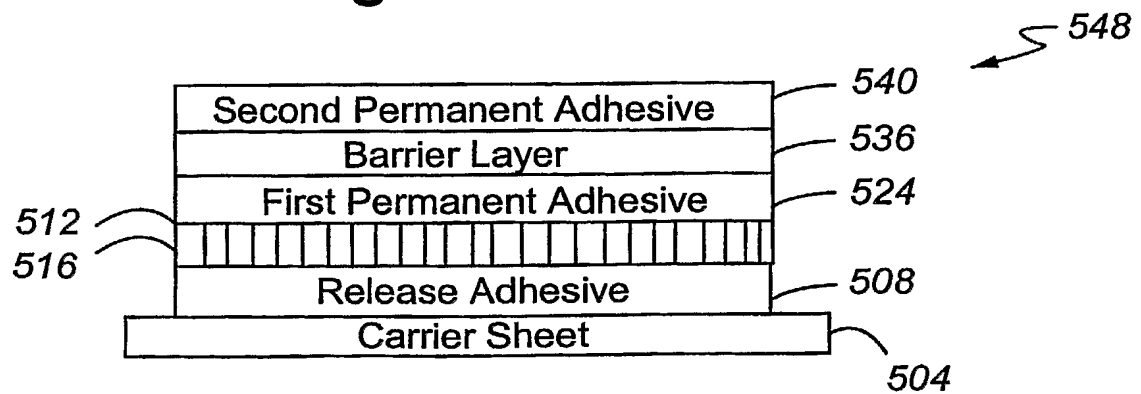 548
Second Permanent Adhesive
540
Barrier Layer
536
First Permanent Adhesive
524
512
516
Release Adhesive
508
Carrier Sheet
504